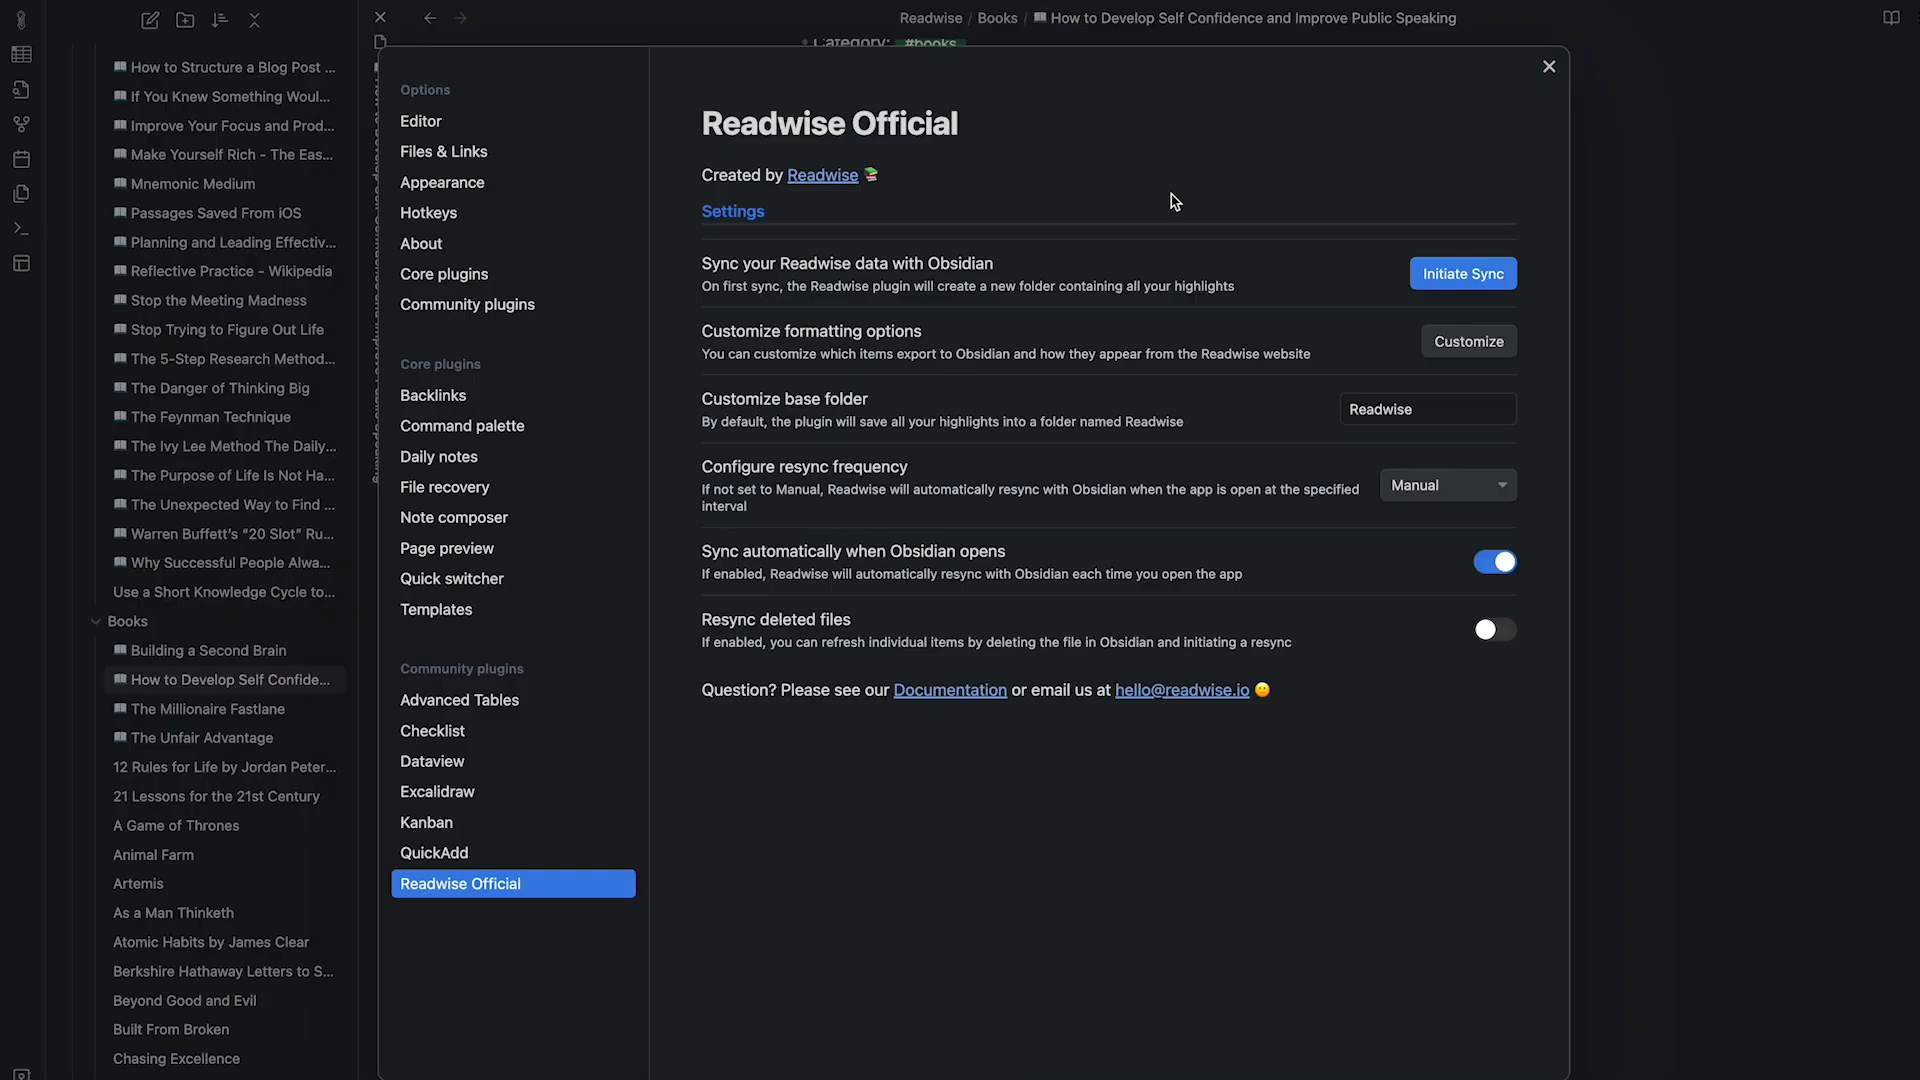 Readwise / Books / How to Develop Self Confidence and Improve Public Speaking
Category: #books
How to Structure a Blog Post ...
If You Knew Something Woul...
Improve Your Focus and Prod...
Make Yourself Rich - The Eas...
Mnemonic Medium
Passages Saved From iOS
Planning and Leading Effectiv...
Reflective Practice - Wikipedia
Stop the Meeting Madness
Stop Trying to Figure Out Life
The 5-Step Research Method...
The Danger of Thinking Big
The Feynman Technique
The Ivy Lee Method The Daily...
The Purpose of Life Is Not Ha...
The Unexpected Way to Find ...
Warren Buffett's “20 Slot” Ru...
Why Successful People Alwa...
Use a Short Knowledge Cycle to...
Books
Building a Second Brain
How to Develop Self Confide...
The Millionaire Fastlane
The Unfair Advantage
12 Rules for Life by Jordan Peter...
21 Lessons for the 21st Century
A Game of Thrones
Animal Farm
Artemis
As a Man Thinketh
Atomic Habits by James Clear
Berkshire Hathaway Letters to S...
Beyond Good and Evil
Built From Broken
Chasing Excellence
Options
Editor
Files & Links
Appearance
Hotkeys
About
Core plugins
Community plugins
Core plugins
Backlinks
Command palette
Daily notes
File recovery
Note composer
Page preview
Quick switcher
Templates
Community plugins
Advanced Tables
Checklist
Dataview
Excalidraw
Kanban
QuickAdd
Readwise Official
Readwise Official
Created by Readwise 📚
Settings
Sync your Readwise data with Obsidian
On first sync, the Readwise plugin will create a new folder containing all your highlights
Initiate Sync
Customize formatting options
You can customize which items export to Obsidian and how they appear from the Readwise website
Customize
Customize base folder
By default, the plugin will save all your highlights into a folder named Readwise
Readwise
Configure resync frequency
If not set to Manual, Readwise will automatically resync with Obsidian when the app is open at the specified
interval
Manual
Sync automatically when Obsidian opens
If enabled, Readwise will automatically resync with Obsidian each time you open the app
Resync deleted files
If enabled, you can refresh individual items by deleting the file in Obsidian and initiating a resync
Question? Please see our Documentation or email us at hello@readwise.io 🙂